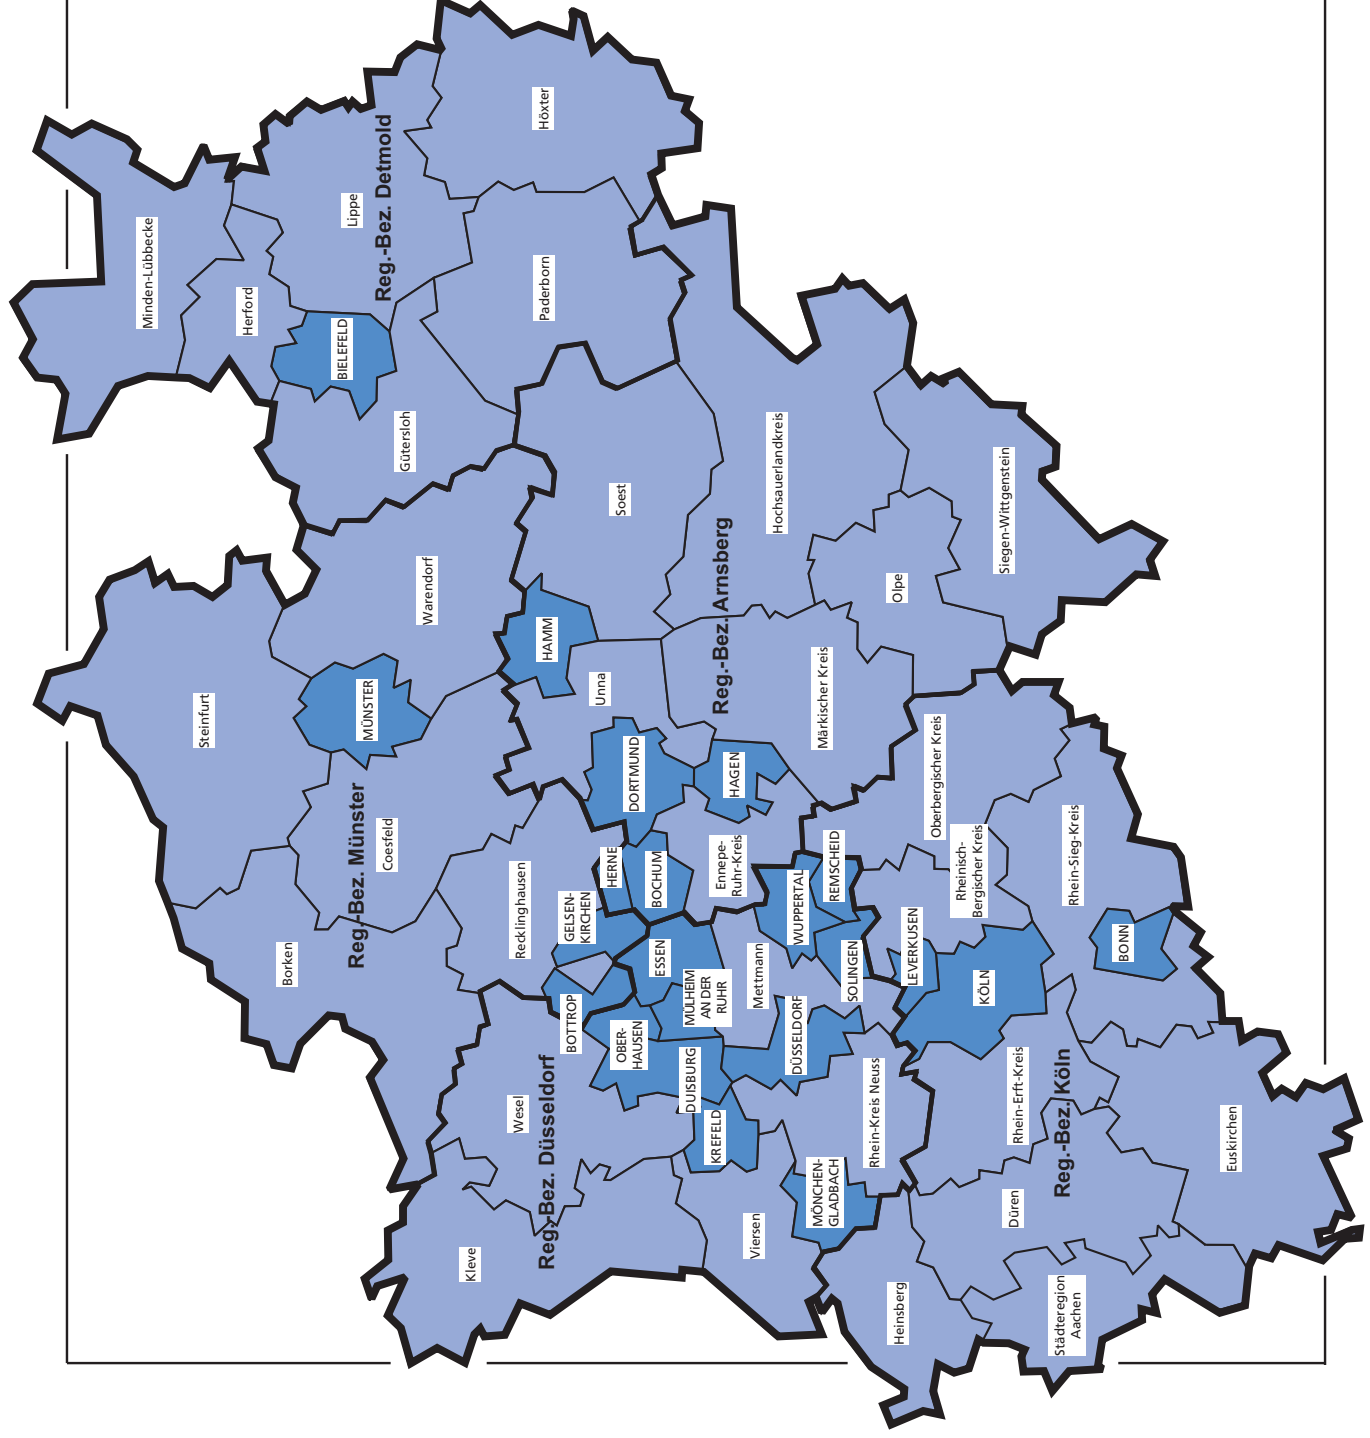 Minden-Lübbecke
Herford
BIELEFELD
Lippe
Reg.-Bez. Detmold
Höxter
Gütersloh
Paderborn
Steinfurt
MÜNSTER
Warendorf
Reg.-Bez. Münster
Coesfeld
Borken
Recklinghausen
GELSEN-
KIRCHEN
BOTTROP
HAMM
Unna
Soest
Reg.-Bez. Arnsberg
Hochsauerlandkreis
DORTMUND
HERNE
BOCHUM
HAGEN
Ennepe-
Ruhr-Kreis
Märkischer Kreis
Olpe
Siegen-Wittgenstein
Kleve
Wesel
Reg.-Bez. Düsseldorf
OBER-
HAUSEN
ESSEN
MÜLHEIM
AN DER
RUHR
DUISBURG
KREFELD
Mettmann
WUPPERTAL
REMSCHEID
SOLINGEN
DÜSSELDORF
Viersen
MÖNCHEN-
GLADBACH
Rhein-Kreis Neuss
Oberbergischer Kreis
Rheinisch-
Bergischer Kreis
LEVERKUSEN
KÖLN
Rhein-Sieg-Kreis
BONN
Rhein-Erft-Kreis
Reg.-Bez. Köln
Heinsberg
Düren
Städteregion
Aachen
Euskirchen